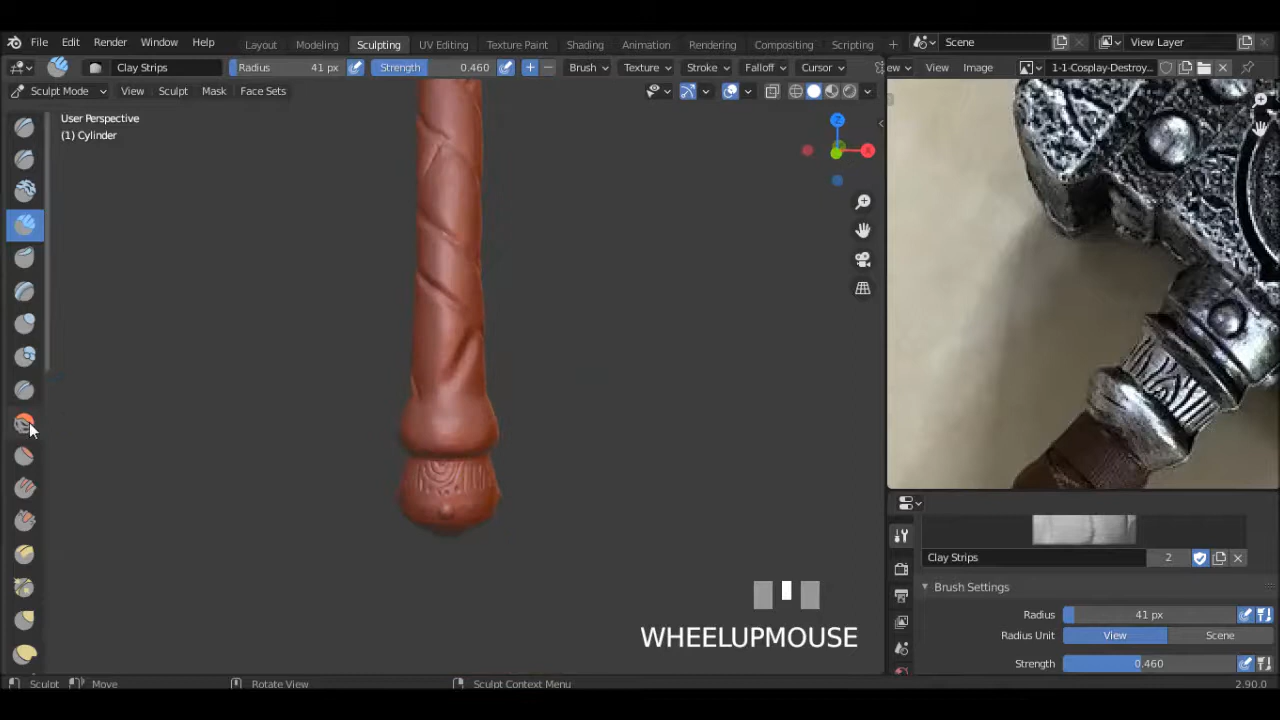 File Edit Render Window Help Layout Modeling Sculpting UV Editing Texture Paint Shading Animation Rendering Compositing Scripting + Scene View Layer
Clay Strips Radius 41 px Strength 0.460 + − Brush Texture Stroke Falloff Cursor View Image 1-1-Cosplay-Destroy...
Sculpt Mode View Sculpt Mask Face Sets
User Perspective
(1) Cylinder
Z
X
Clay Strips 2
Brush Settings
Radius 41 px
Radius Unit View Scene
Strength 0.460
WHEELUPMOUSE
Sculpt Move Rotate View Sculpt Context Menu 2.90.0